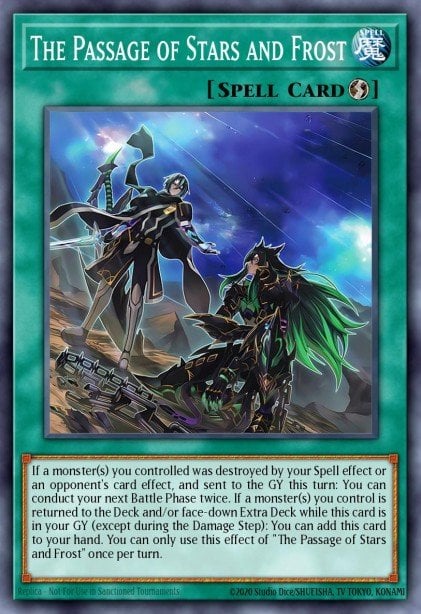 The Passage of Stars and Frost
SPELL
魔
[Spell Card]
If a monster(s) you controlled was destroyed by your Spell effect or
an opponent's card effect, and sent to the GY this turn: You can
conduct your next Battle Phase twice. If a monster(s) you control is
returned to the Deck and/or face-down Extra Deck while this card is
in your GY (except during the Damage Step): You can add this card
to your hand. You can only use this effect of "The Passage of Stars
and Frost" once per turn.
Replica - Not For Use in Sanctioned Tournaments
©2020 Studio Dice/SHUEISHA, TV TOKYO, KONAMI